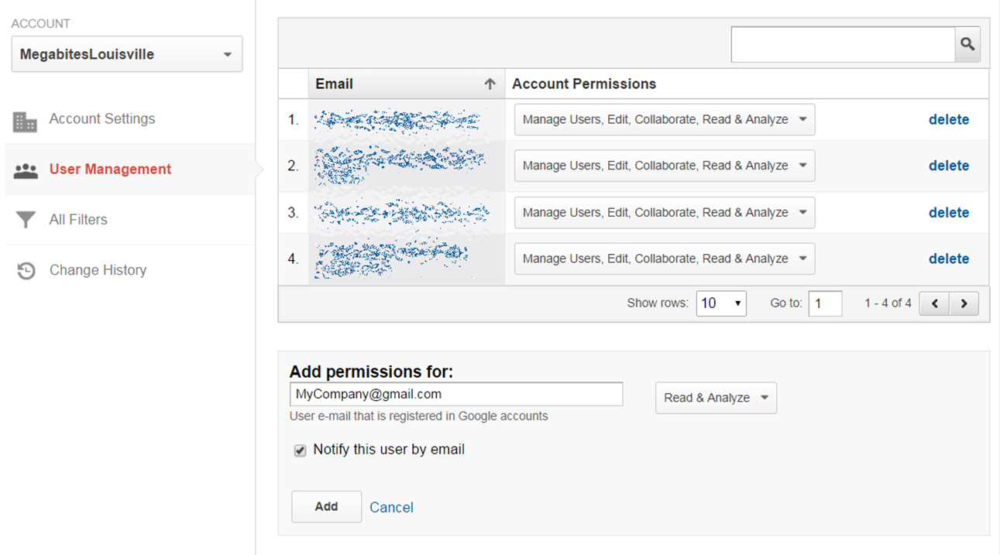 ACCOUNT
MegabitesLouisville
Account Settings
User Management
All Filters
Change History
Email Account Permissions
1. Manage Users, Edit, Collaborate, Read & Analyze delete
2. Manage Users, Edit, Collaborate, Read & Analyze delete
3. Manage Users, Edit, Collaborate, Read & Analyze delete
4. Manage Users, Edit, Collaborate, Read & Analyze delete
Show rows: 10 Go to: 1 1 - 4 of 4
Add permissions for:
MyCompany@gmail.com Read & Analyze
User e-mail that is registered in Google accounts
Notify this user by email
Add Cancel